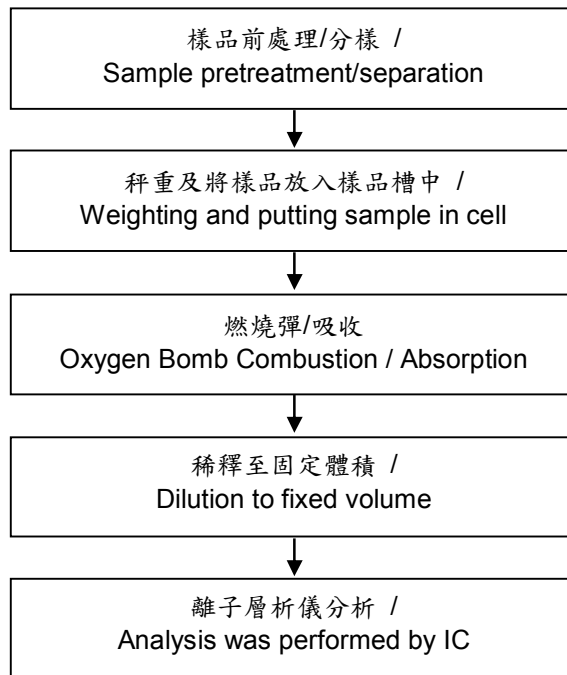 樣品前處理/分樣 /
Sample pretreatment/separation
秤重及將樣品放入樣品槽中 /
Weighting and putting sample in cell
燃燒彈/吸收
Oxygen Bomb Combustion / Absorption
稀釋至固定體積 /
Dilution to fixed volume
離子層析儀分析 /
Analysis was performed by IC